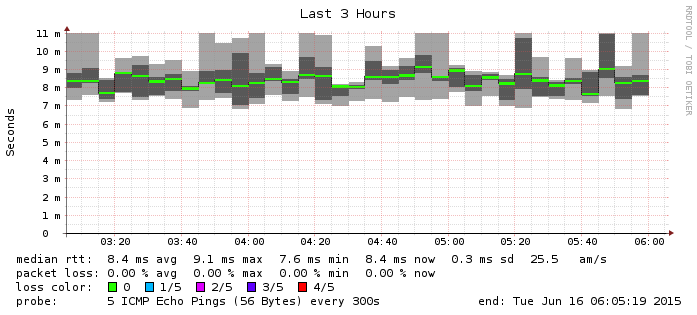 Last 3 Hours
RRDTOOL / TOBI OETIKER
Seconds
11 m
10 m
9 m
8 m
7 m
6 m
5 m
4 m
3 m
2 m
1 m
0
03:20 03:40 04:00 04:20 04:40 05:00 05:20 05:40 06:00
median rtt: 8.4 ms avg 9.1 ms max 7.6 ms min 8.4 ms now 0.3 ms sd 25.5 am/s
packet loss: 0.00 % avg 0.00 % max 0.00 % min 0.00 % now
loss color: 0 1/5 2/5 3/5 4/5
probe: 5 ICMP Echo Pings (56 Bytes) every 300s end: Tue Jun 16 06:05:19 2015